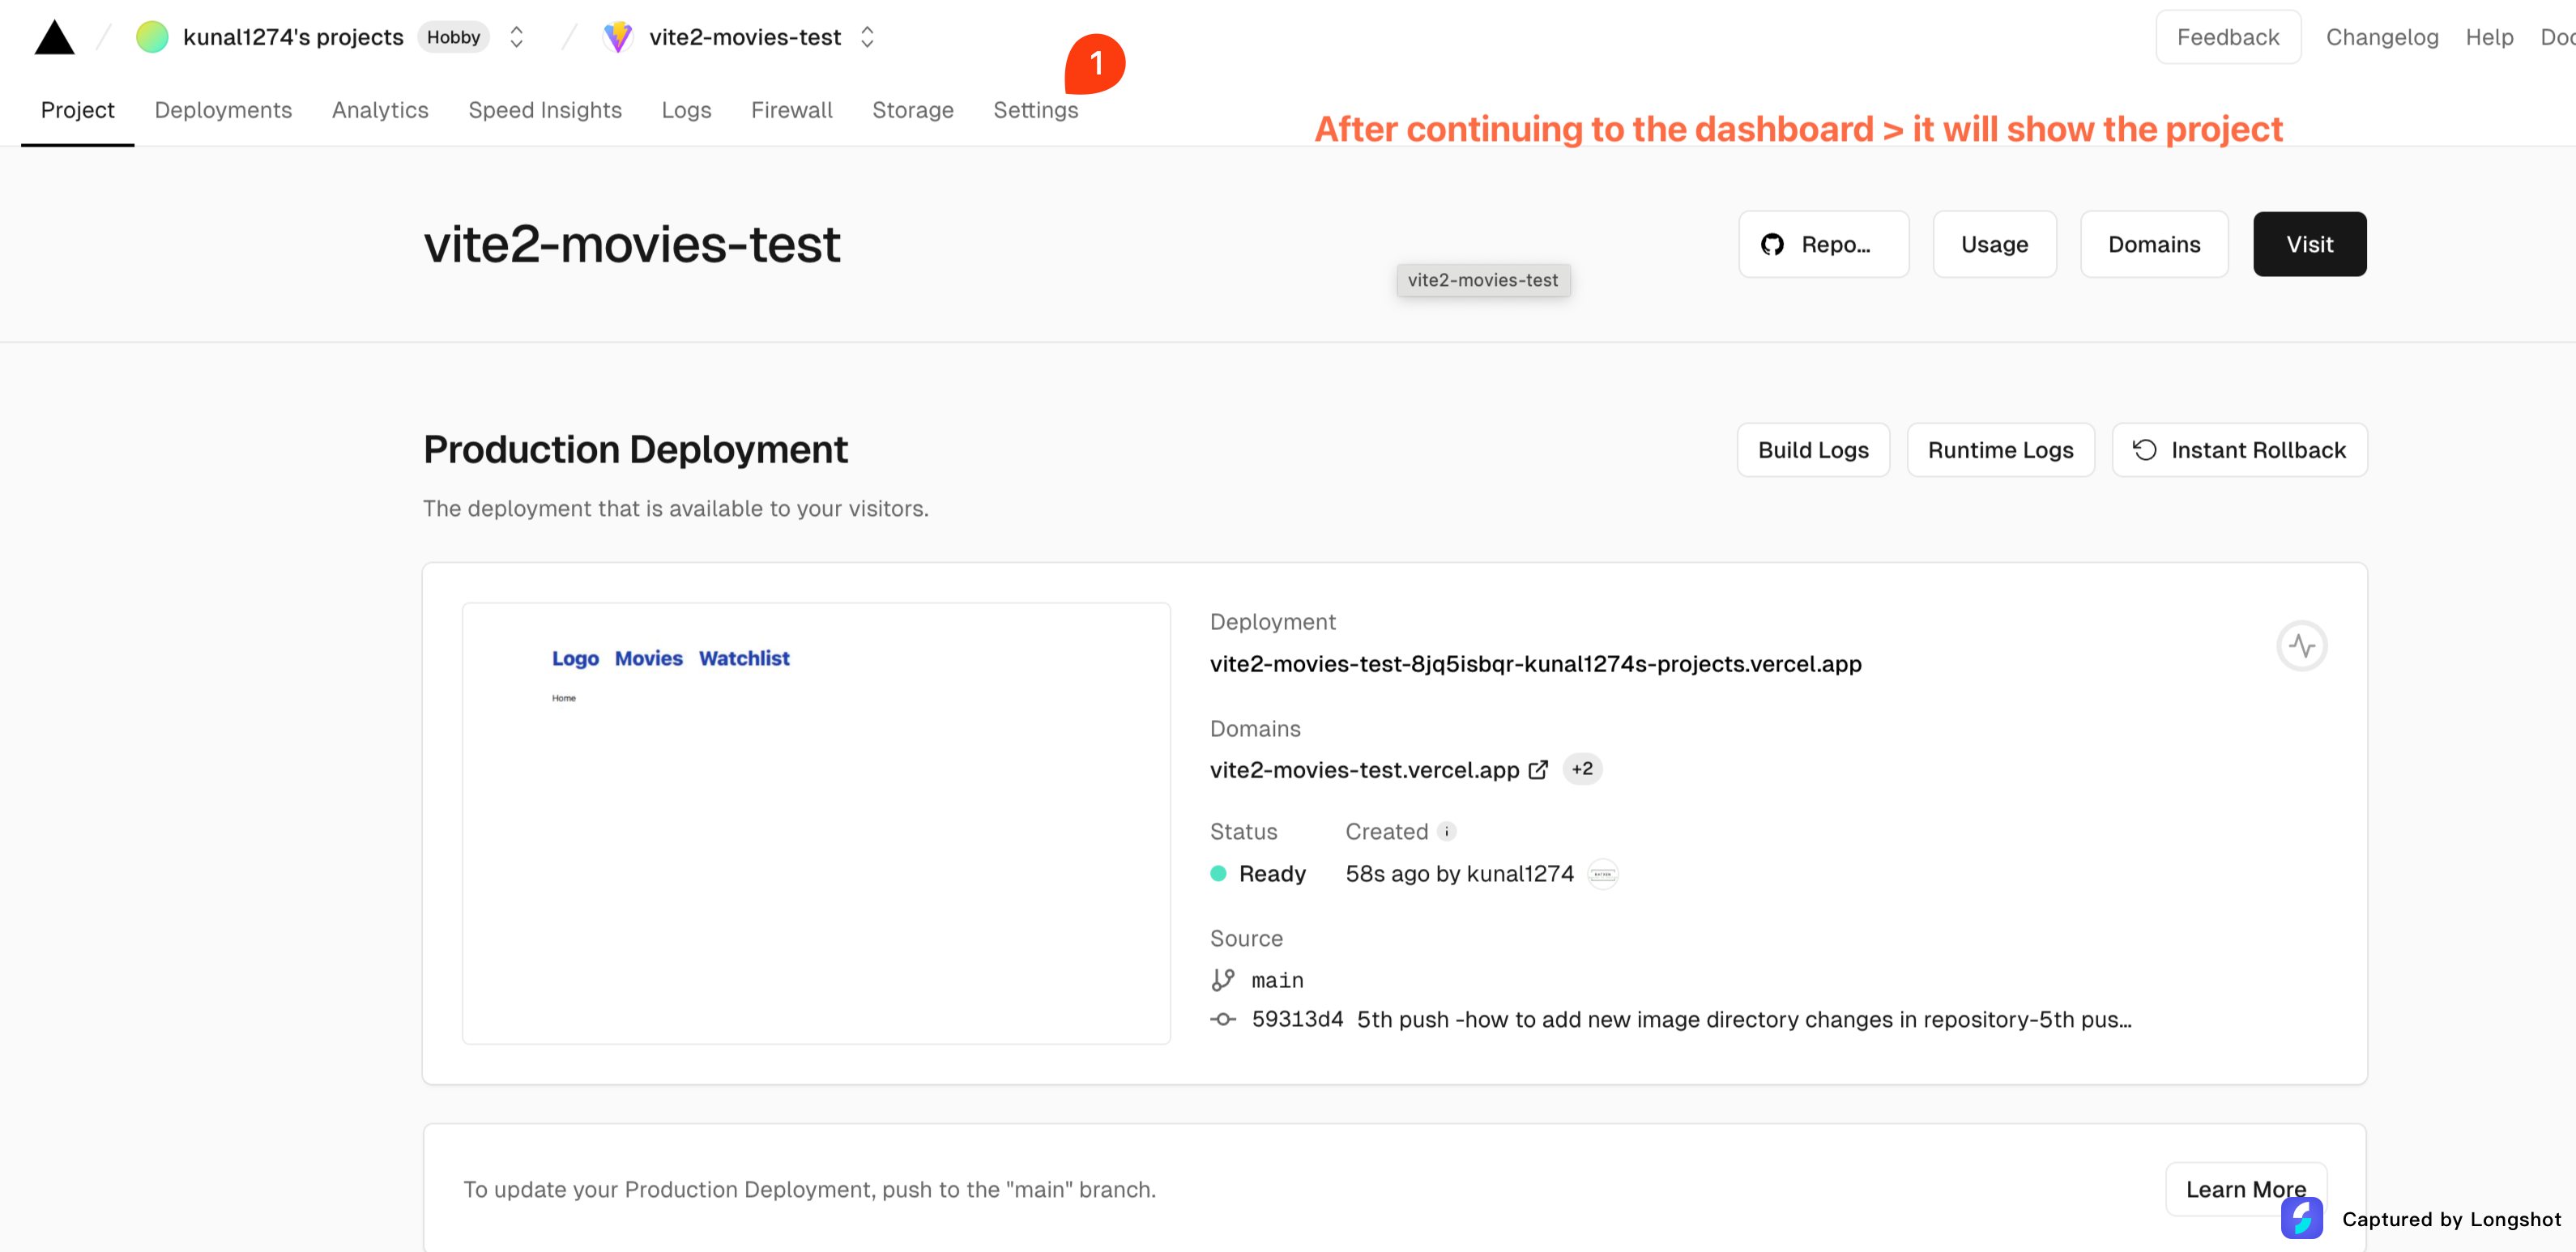 kunal1274's projects Hobby vite2-movies-test
Feedback Changelog Help Doc
1
Project Deployments Analytics Speed Insights Logs Firewall Storage Settings
After continuing to the dashboard > it will show the project
vite2-movies-test
Repo... Usage Domains Visit
vite2-movies-test
Production Deployment
Build Logs Runtime Logs Instant Rollback
The deployment that is available to your visitors.
Logo Movies Watchlist
Home
Deployment
vite2-movies-test-8jq5isbqr-kunal1274s-projects.vercel.app
Domains
vite2-movies-test.vercel.app +2
Status Created
Ready 58s ago by kunal1274
Source
main
59313d4 5th push -how to add new image directory changes in repository-5th pus...
To update your Production Deployment, push to the "main" branch.
Learn More
Captured by Longshot